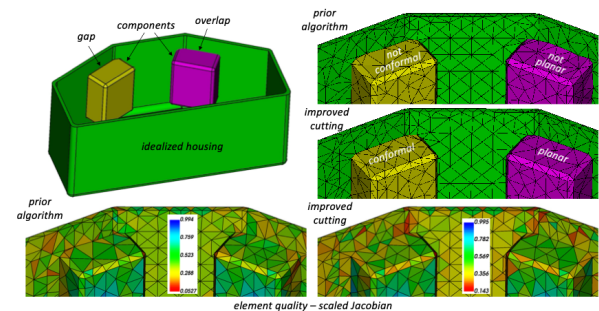 gap
components
overlap
idealized housing
prior
algorithm
not
conformal
not
planar
improved
cutting
conformal
planar
prior
algorithm
0.994
0.759
0.523
0.288
0.0527
improved
cutting
0.995
0.782
0.569
0.356
0.143
element quality – scaled Jacobian